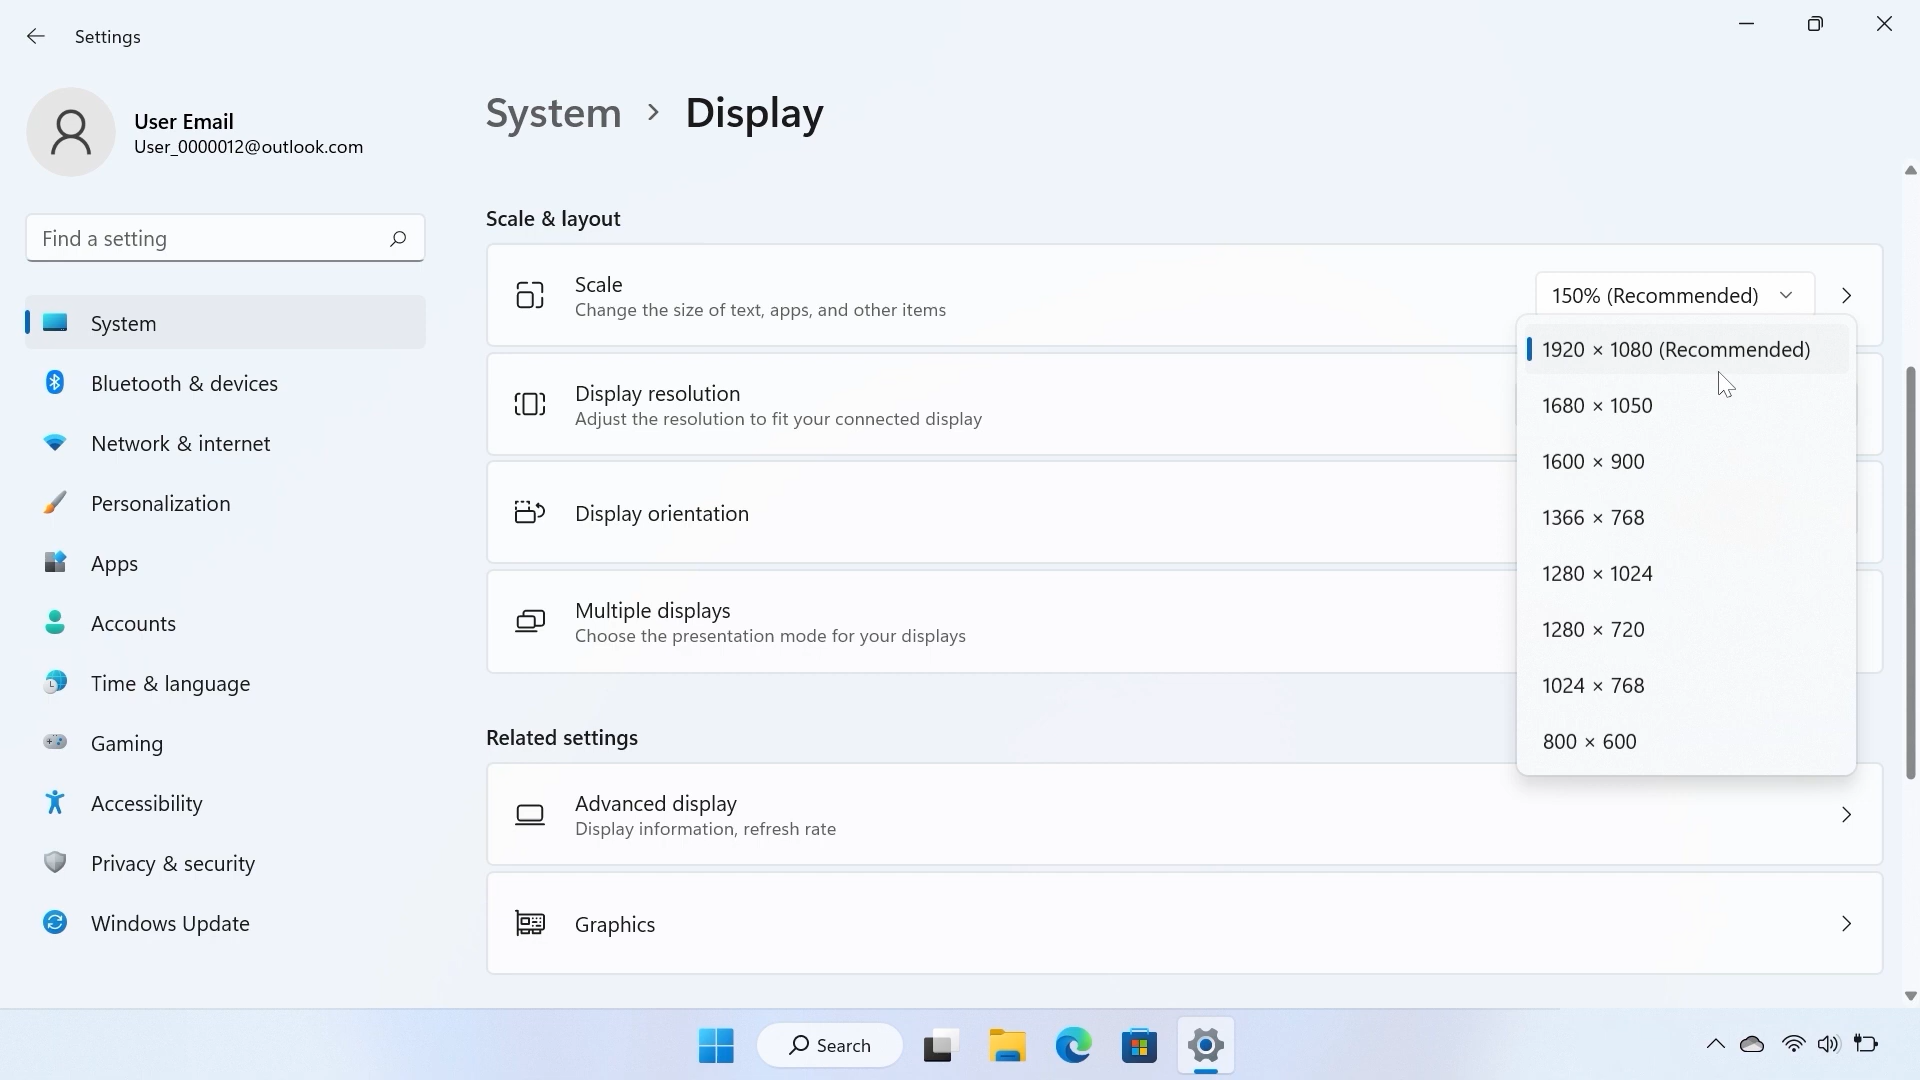 Settings
User Email
User_0000012@outlook.com
Find a setting
System
Bluetooth & devices
Network & internet
Personalization
Apps
Accounts
Time & language
Gaming
Accessibility
Privacy & security
Windows Update
System > Display
Scale & layout
Scale
Change the size of text, apps, and other items
150% (Recommended)
Display resolution
Adjust the resolution to fit your connected display
1920 × 1080 (Recommended)
1680 × 1050
1600 × 900
1366 × 768
1280 × 1024
1280 × 720
1024 × 768
800 × 600
Display orientation
Multiple displays
Choose the presentation mode for your displays
Related settings
Advanced display
Display information, refresh rate
Graphics
Search